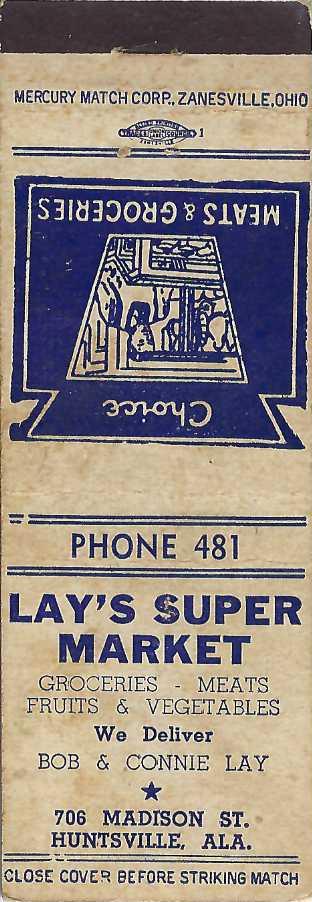 MERCURY MATCH CORP., ZANESVILLE, OHIO
1
Choice
MEATS & GROCERIES
PHONE 481
LAY'S SUPER
MARKET
GROCERIES - MEATS
FRUITS & VEGETABLES
We Deliver
BOB & CONNIE LAY
706 MADISON ST.
HUNTSVILLE, ALA.
CLOSE COVER BEFORE STRIKING MATCH